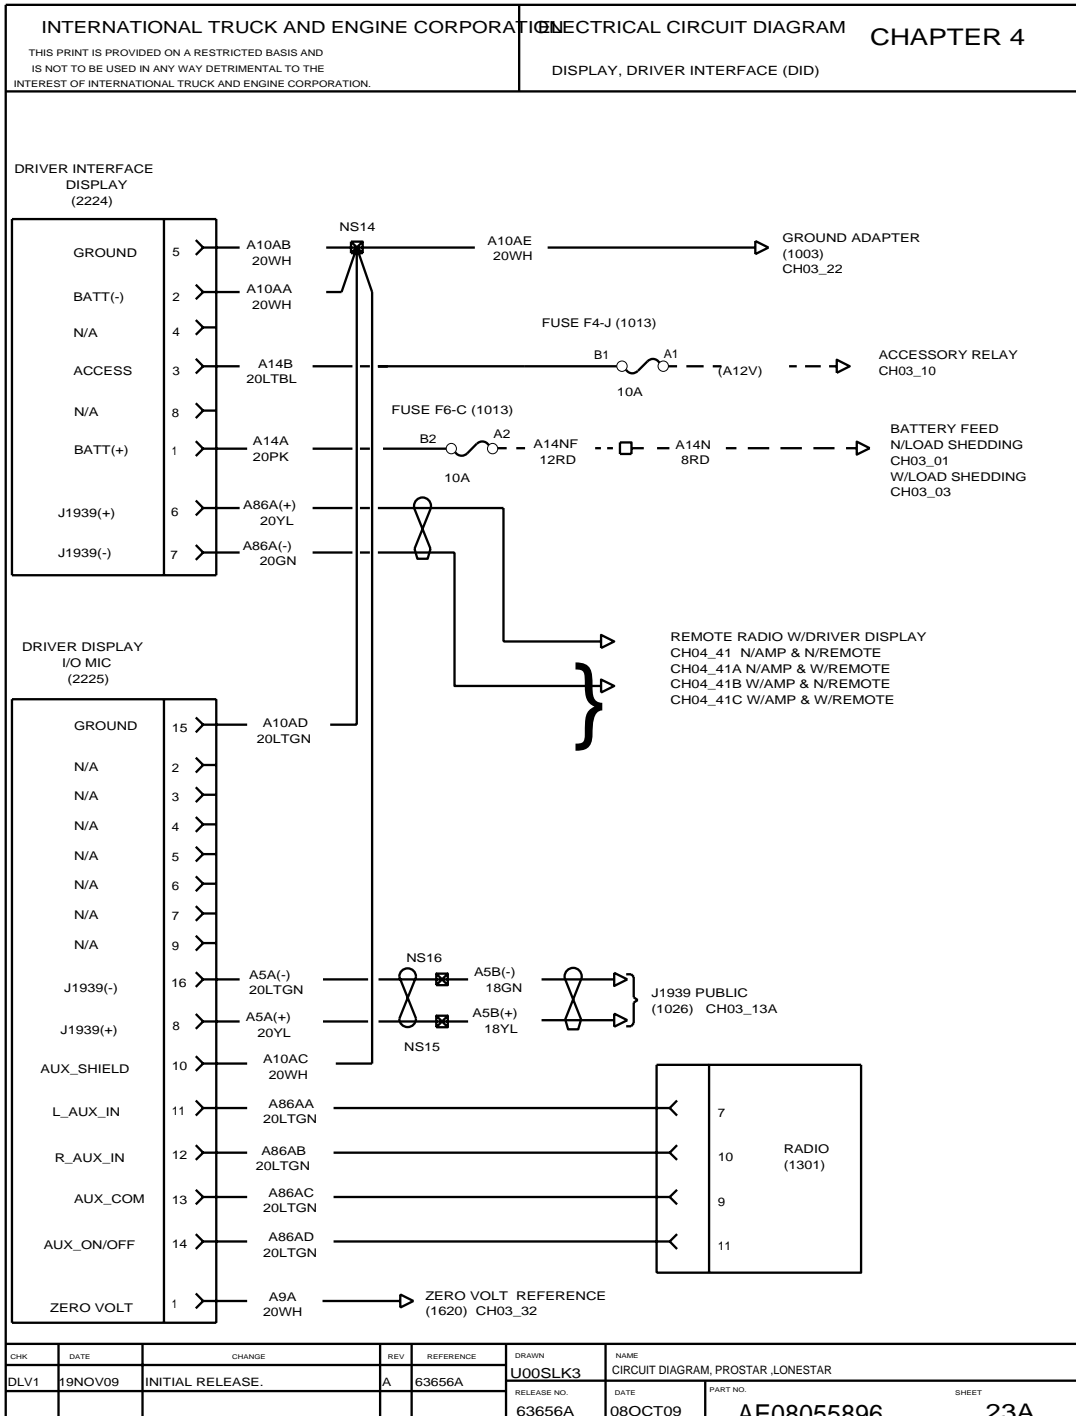 INTERNATIONAL TRUCK AND ENGINE CORPORATION
THIS PRINT IS PROVIDED ON A RESTRICTED BASIS AND
IS NOT TO BE USED IN ANY WAY DETRIMENTAL TO THE
INTEREST OF INTERNATIONAL TRUCK AND ENGINE CORPORATION.
ELECTRICAL CIRCUIT DIAGRAM
CHAPTER 4
DISPLAY, DRIVER INTERFACE (DID)
DRIVER INTERFACE
DISPLAY
(2224)
NS14
GROUND 5 A10AB
20WH
A10AE
20WH
GROUND ADAPTER
(1003)
CH03_22
BATT(-) 2 A10AA
20WH
N/A 4
FUSE F4-J (1013)
ACCESS 3 A14B
20LTBL
B1 A1
10A
(A12V)
ACCESSORY RELAY
CH03_10
N/A 8
FUSE F6-C (1013)
BATT(+) 1 A14A
20PK
B2 A2
10A
A14NF
12RD
A14N
8RD
BATTERY FEED
N/LOAD SHEDDING
CH03_01
W/LOAD SHEDDING
CH03_03
J1939(+) 6 A86A(+)
20YL
J1939(-) 7 A86A(-)
20GN
REMOTE RADIO W/DRIVER DISPLAY
CH04_41 N/AMP & N/REMOTE
CH04_41A N/AMP & W/REMOTE
CH04_41B W/AMP & N/REMOTE
CH04_41C W/AMP & W/REMOTE
DRIVER DISPLAY
I/O MIC
(2225)
GROUND 15 A10AD
20LTGN
N/A 2
N/A 3
N/A 4
N/A 5
N/A 6
N/A 7
N/A 9
NS16
J1939(-) 16 A5A(-)
20LTGN
A5B(-)
18GN
J1939(+) 8 A5A(+)
20YL
A5B(+)
18YL
NS15
J1939 PUBLIC
(1026) CH03_13A
AUX_SHIELD 10 A10AC
20WH
L_AUX_IN 11 A86AA
20LTGN
7
R_AUX_IN 12 A86AB
20LTGN
10
RADIO
(1301)
AUX_COM 13 A86AC
20LTGN
9
AUX_ON/OFF 14 A86AD
20LTGN
11
ZERO VOLT 1 A9A
20WH
ZERO VOLT REFERENCE
(1620) CH03_32
CHK DATE CHANGE REV REFERENCE
DLV1 19NOV09 INITIAL RELEASE. A 63656A
DRAWN
U00SLK3
NAME
CIRCUIT DIAGRAM, PROSTAR ,LONESTAR
RELEASE NO.
63656A
DATE
08OCT09
PART NO.
AE08055896
SHEET
23A